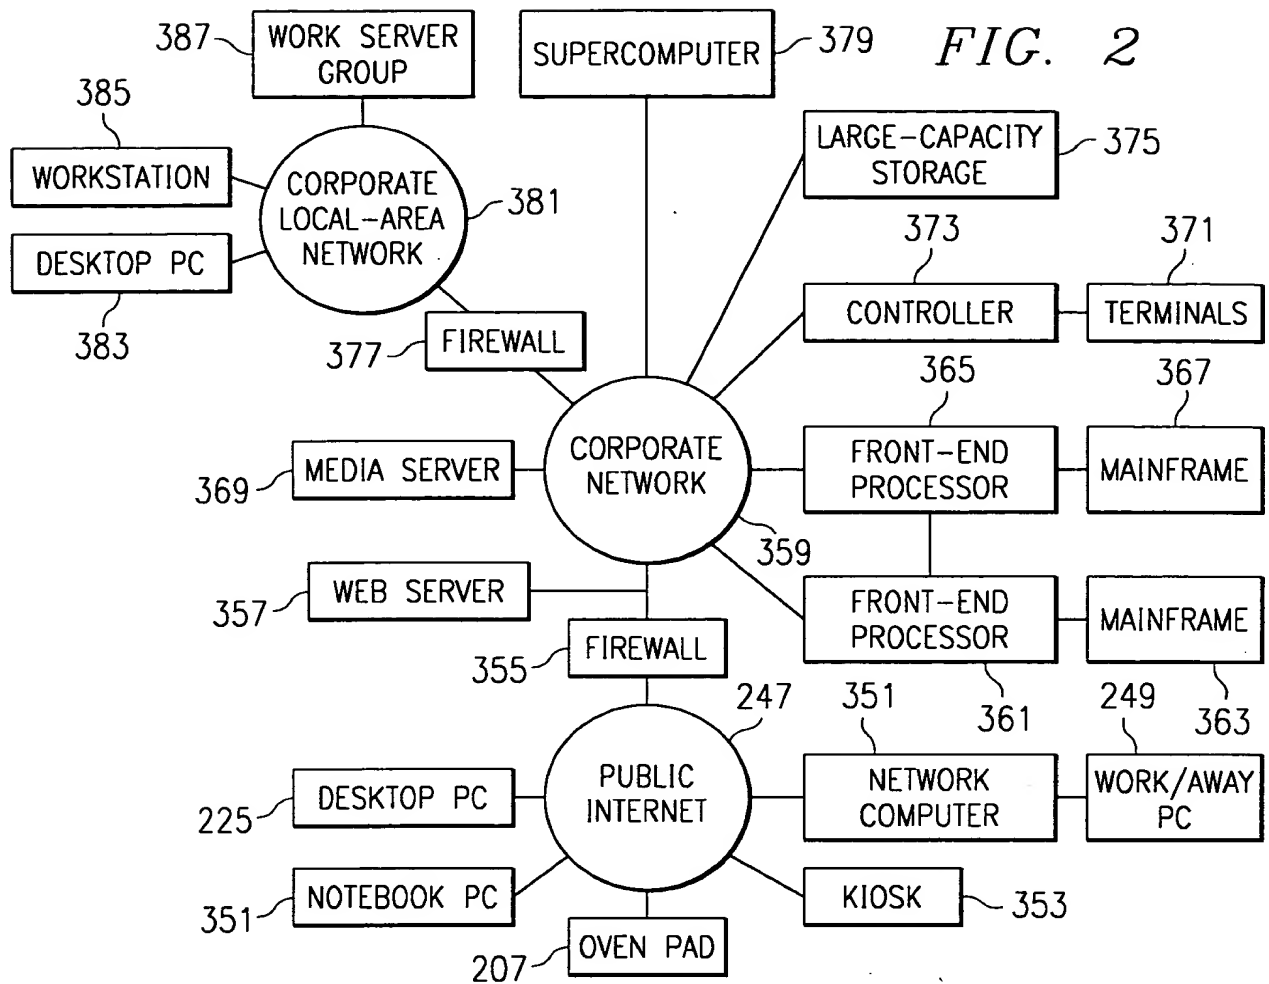 387
WORK SERVER
GROUP
SUPERCOMPUTER
379
FIG. 2
385
WORKSTATION
CORPORATE
LOCAL-AREA
NETWORK
381
LARGE-CAPACITY
STORAGE
375
DESKTOP PC
383
373
371
CONTROLLER
TERMINALS
377
FIREWALL
365
367
369
MEDIA SERVER
CORPORATE
NETWORK
359
FRONT-END
PROCESSOR
MAINFRAME
357
WEB SERVER
FRONT-END
PROCESSOR
MAINFRAME
361
363
355
FIREWALL
247
351
249
225
DESKTOP PC
PUBLIC
INTERNET
NETWORK
COMPUTER
WORK/AWAY
PC
351
NOTEBOOK PC
KIOSK
353
207
OVEN PAD